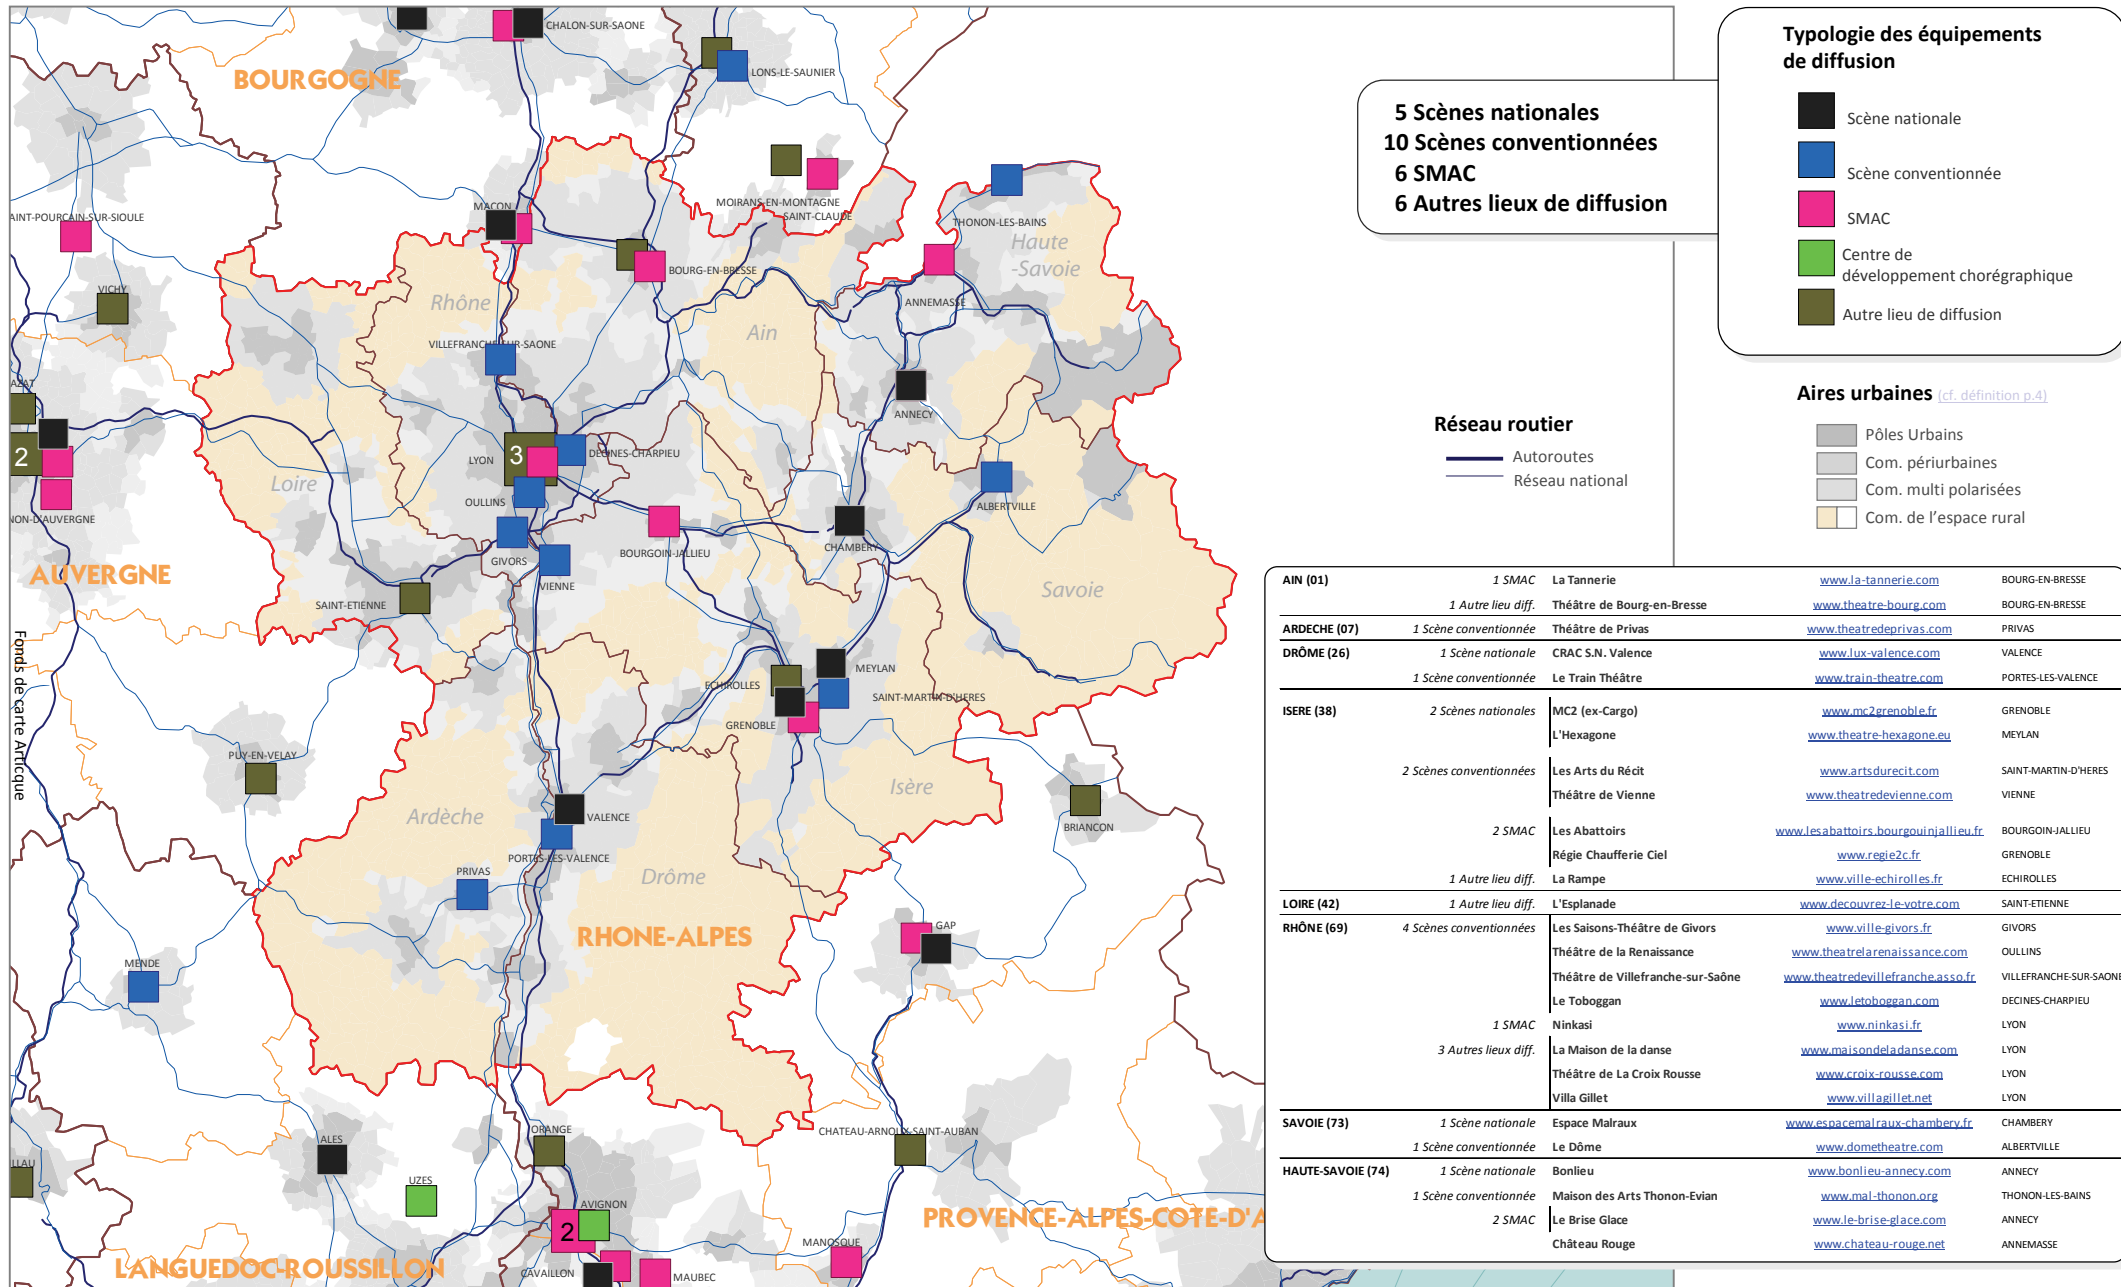 CHALON-SUR-SAONE
BOURGOGNE
LONS-LE-SAUNIER
MOIRANS-EN-MONTAGNE
SAINT-CLAUDE
MACON
THONON-LES-BAINS
Haute
-Savoie
AINT-POURCAIN-SUR-SIOULE
BOURG-EN-BRESSE
VICHY
Rhône
ANNEMASSE
Ain
VILLEFRANCHE-SUR-SAONE
AZAT
ANNECY
2
LYON
3
DECINES-CHARPIEU
Loire
OULLINS
ALBERTVILLE
NON-D'AUVERGNE
BOURGOIN-JALLIEU
CHAMBERY
GIVORS
AUVERGNE
VIENNE
Savoie
SAINT-ETIENNE
Fonds de carte Articque
MEYLAN
ECHIROLLES
SAINT-MARTIN-D'HERES
GRENOBLE
PUY-EN-VELAY
Isère
Ardèche
VALENCE
BRIANCON
PORTES-LES-VALENCE
PRIVAS
Drôme
RHONE-ALPES
GAP
MENDE
ORANGE
CHATEAU-ARNOUX-SAINT-AUBAN
ALES
LLAU
UZES
AVIGNON
2
PROVENCE-ALPES-COTE-D'A
MANOSQUE
LANGUEDOC-ROUSSILLON
CAVAILLON
MAUBEC
5 Scènes nationales
10 Scènes conventionnées
6 SMAC
6 Autres lieux de diffusion
Typologie des équipements
de diffusion
Scène nationale
Scène conventionnée
SMAC
Centre de
développement chorégraphique
Autre lieu de diffusion
Réseau routier
Autoroutes
Réseau national
Aires urbaines (cf. définition p.4)
Pôles Urbains
Com. périurbaines
Com. multi polarisées
Com. de l'espace rural
AIN (01) 1 SMAC La Tannerie www.la-tannerie.com BOURG-EN-BRESSE
1 Autre lieu diff. Théâtre de Bourg-en-Bresse www.theatre-bourg.com BOURG-EN-BRESSE
ARDECHE (07) 1 Scène conventionnée Théâtre de Privas www.theatredeprivas.com PRIVAS
DRÔME (26) 1 Scène nationale CRAC S.N. Valence www.lux-valence.com VALENCE
1 Scène conventionnée Le Train Théâtre www.train-theatre.com PORTES-LES-VALENCE
ISERE (38) 2 Scènes nationales MC2 (ex-Cargo) www.mc2grenoble.fr GRENOBLE
L'Hexagone www.theatre-hexagone.eu MEYLAN
2 Scènes conventionnées Les Arts du Récit www.artsdurecit.com SAINT-MARTIN-D'HERES
Théâtre de Vienne www.theatredevienne.com VIENNE
2 SMAC Les Abattoirs www.lesabattoirs.bourgouinjallieu.fr BOURGOIN-JALLIEU
Régie Chaufferie Ciel www.regie2c.fr GRENOBLE
1 Autre lieu diff. La Rampe www.ville-echirolles.fr ECHIROLLES
LOIRE (42) 1 Autre lieu diff. L'Esplanade www.decouvrez-le-votre.com SAINT-ETIENNE
RHÔNE (69) 4 Scènes conventionnées Les Saisons-Théâtre de Givors www.ville-givors.fr GIVORS
Théâtre de la Renaissance www.theatrelarenaissance.com OULLINS
Théâtre de Villefranche-sur-Saône www.theatredevillefranche.asso.fr VILLEFRANCHE-SUR-SAONE
Le Toboggan www.letoboggan.com DECINES-CHARPIEU
1 SMAC Ninkasi www.ninkasi.fr LYON
3 Autres lieux diff. La Maison de la danse www.maisondeladanse.com LYON
Théâtre de La Croix Rousse www.croix-rousse.com LYON
Villa Gillet www.villagillet.net LYON
SAVOIE (73) 1 Scène nationale Espace Malraux www.espacemalraux-chambery.fr CHAMBERY
1 Scène conventionnée Le Dôme www.dometheatre.com ALBERTVILLE
HAUTE-SAVOIE (74) 1 Scène nationale Bonlieu www.bonlieu-annecy.com ANNECY
1 Scène conventionnée Maison des Arts Thonon-Evian www.mal-thonon.org THONON-LES-BAINS
2 SMAC Le Brise Glace www.le-brise-glace.com ANNECY
Château Rouge www.chateau-rouge.net ANNEMASSE